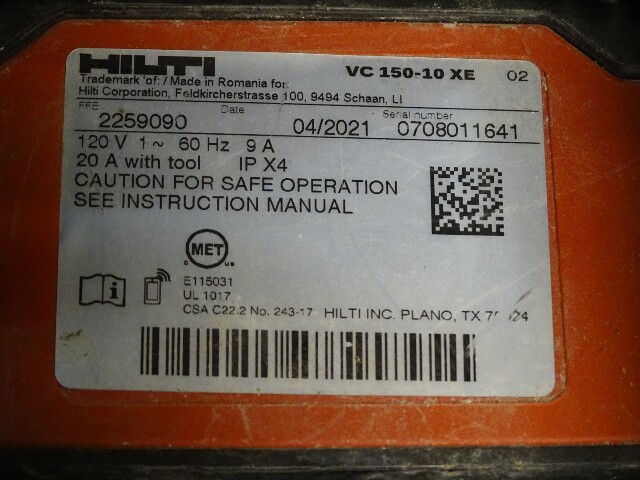 HILTI
VC 150-10 XE 02
Trademark of: / Made in Romania for:
Hilti Corporation, Feldkircherstrasse 100, 9494 Schaan, LI
Date Serial number
2259090 04/2021 0708011641
120 V 1~ 60 Hz 9 A
20 A with tool IP X4
CAUTION FOR SAFE OPERATION
SEE INSTRUCTION MANUAL
MET
C US
E115031
UL 1017
CSA C22.2 No. 243-17 HILTI INC. PLANO, TX